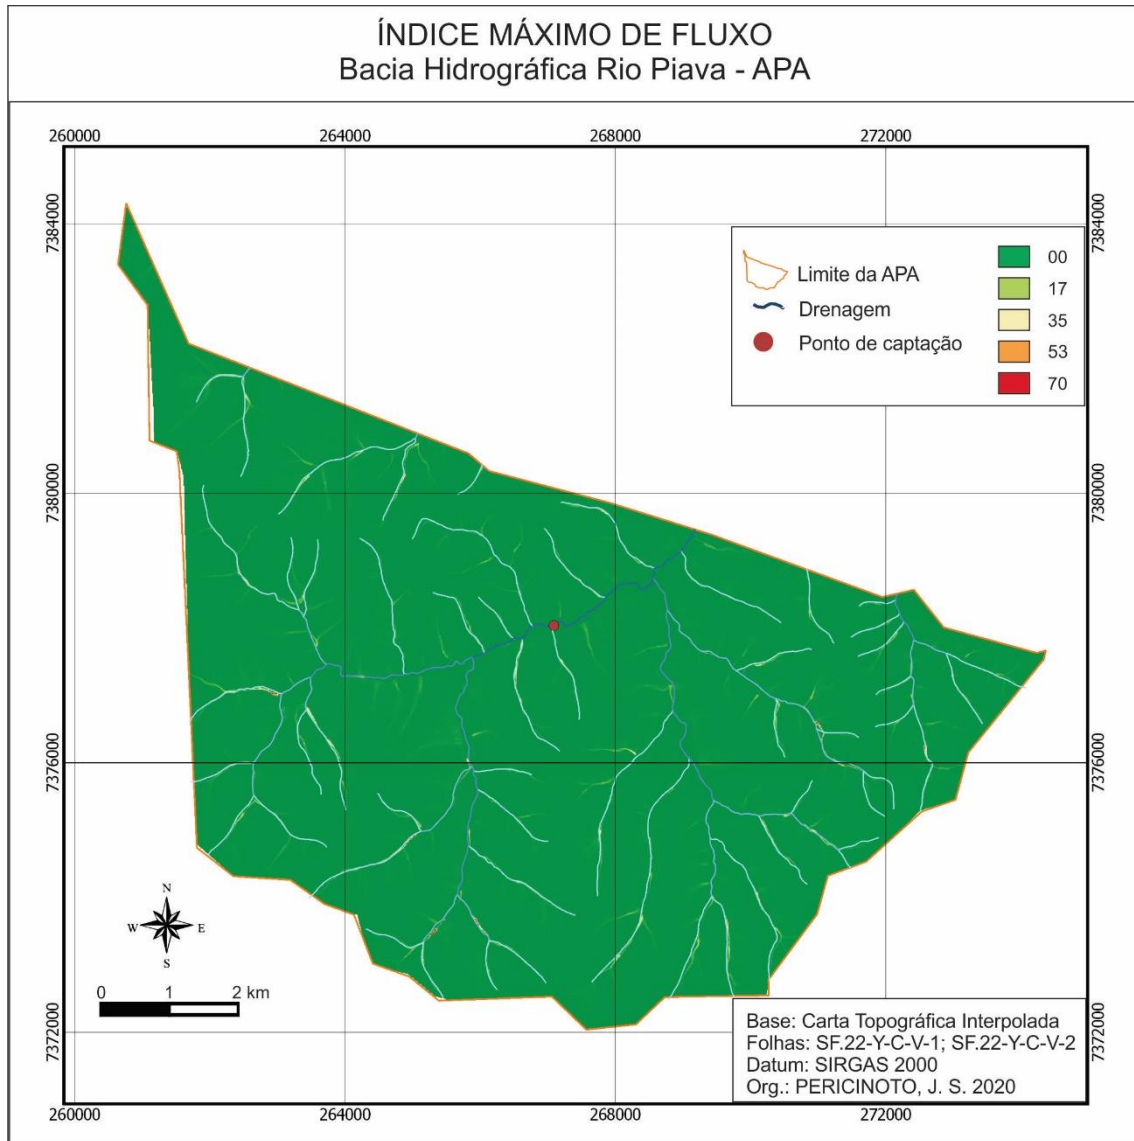 ÍNDICE MÁXIMO DE FLUXO
Bacia Hidrográfica Rio Piava - APA
260000 264000 268000 272000
7384000 7384000
Limite da APA
Drenagem
Ponto de captação
00
17
35
53
70
7380000 7380000
7376000 7376000
N
W E
S
0 1 2 km
7372000 7372000
Base: Carta Topográfica Interpolada
Folhas: SF.22-Y-C-V-1; SF.22-Y-C-V-2
Datum: SIRGAS 2000
Org.: PERICINOTO, J. S. 2020
260000 264000 268000 272000